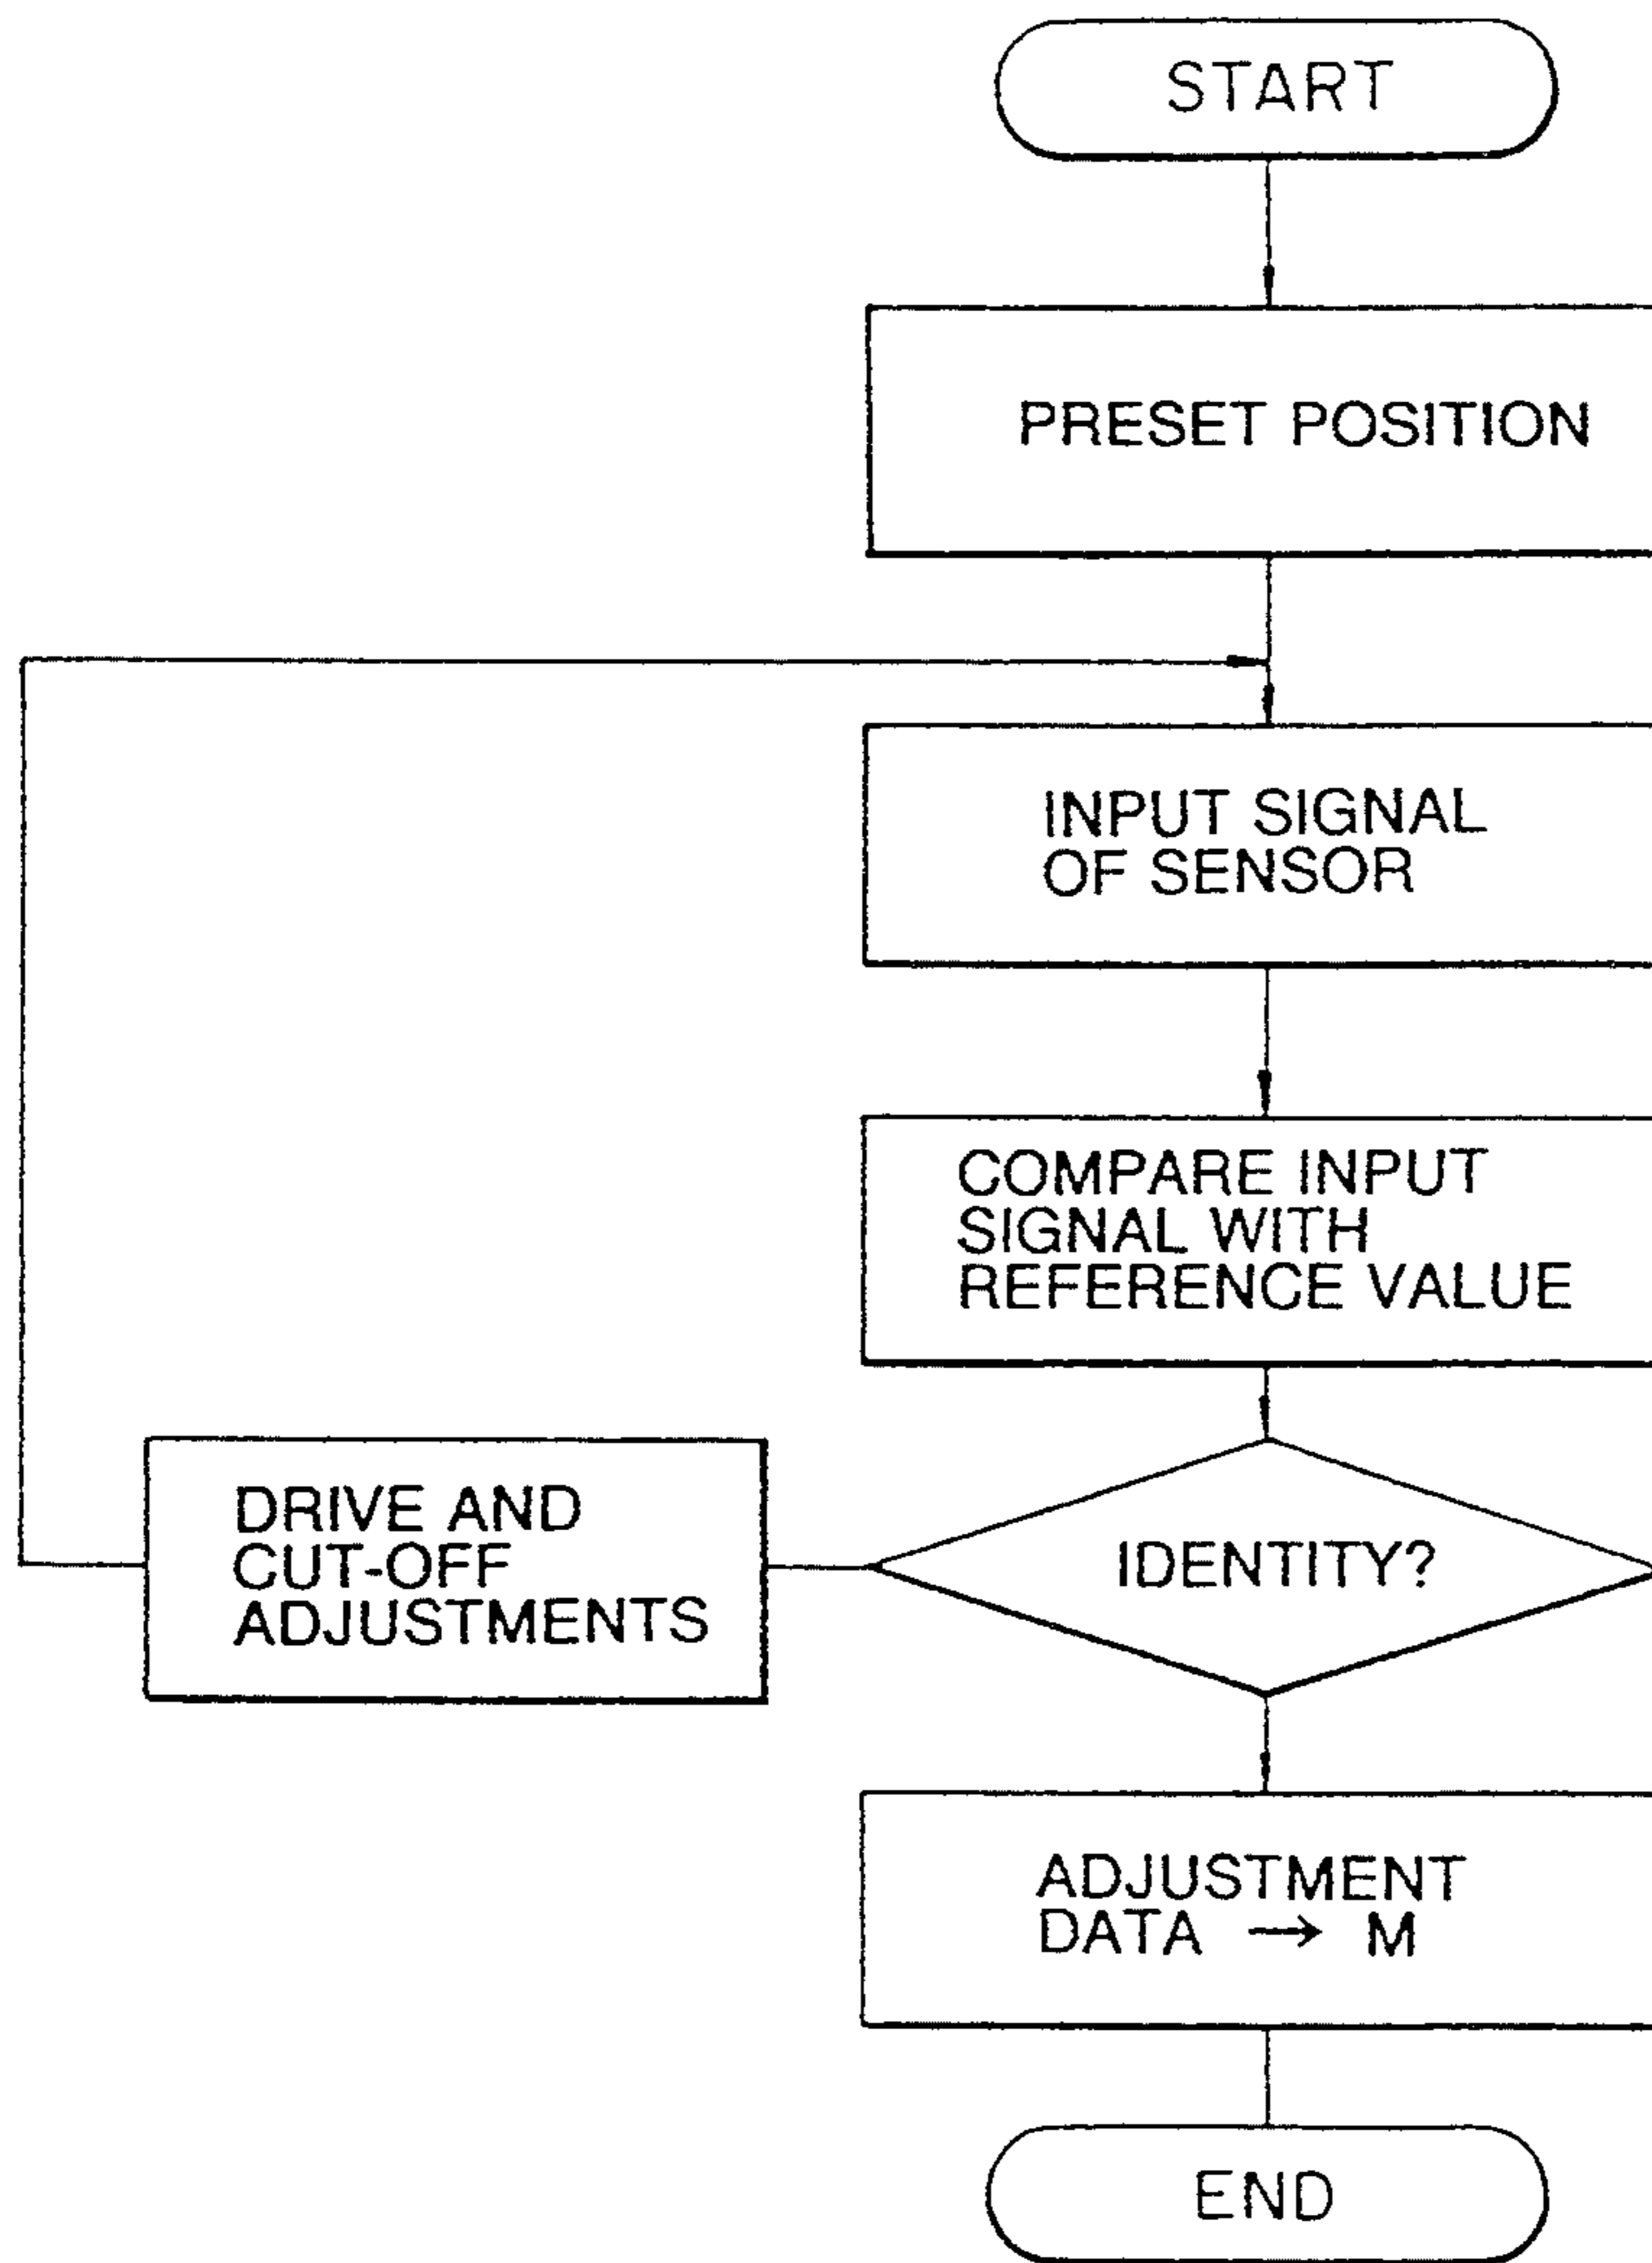 START
PRESET POSITION
INPUT SIGNAL
OF SENSOR
COMPARE INPUT
SIGNAL WITH
REFERENCE VALUE
IDENTITY?
DRIVE AND
CUT-OFF
ADJUSTMENTS
ADJUSTMENT
DATA → M
END